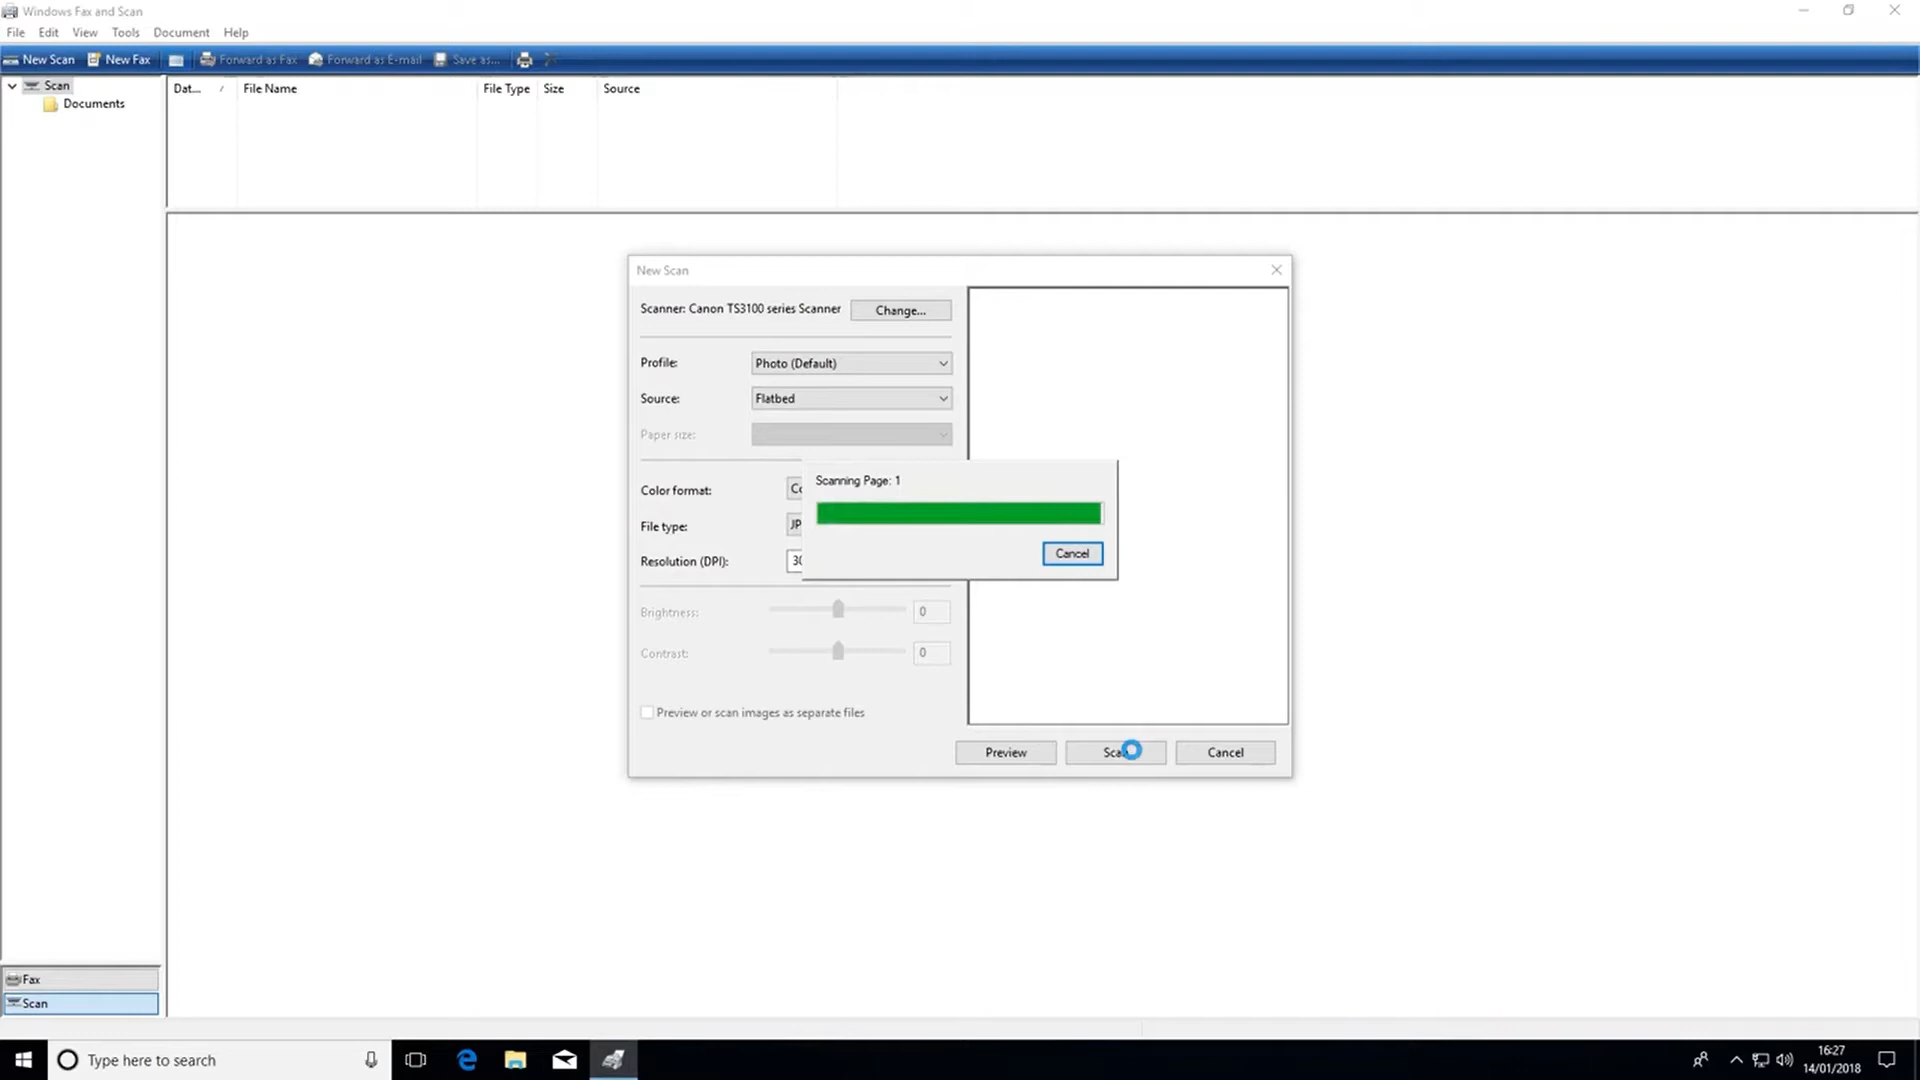 Windows Fax and Scan
File Edit View Tools Document Help
New Scan New Fax Forward as Fax Forward as E-mail Save as...
Scan
Documents
Dat... File Name File Type Size Source
New Scan
Scanner: Canon TS3100 series Scanner Change...
Profile: Photo (Default)
Source: Flatbed
Paper size:
Scanning Page: 1
Color format: Co
File type: JP
Resolution (DPI): 30
Cancel
Brightness: 0
Contrast: 0
Preview or scan images as separate files
Preview Sca Cancel
Fax
Scan
Type here to search
16:27
14/01/2018